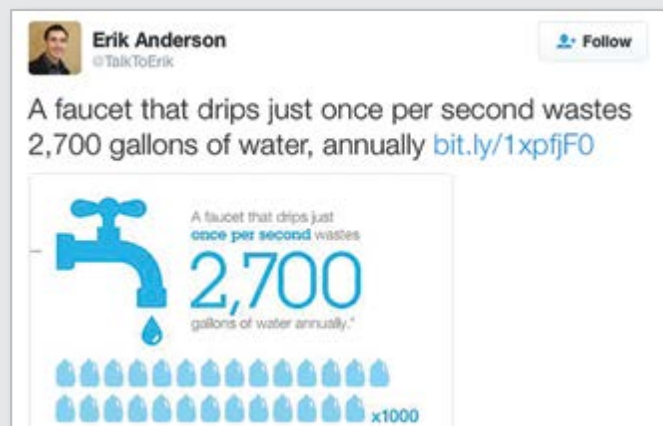 Erik Anderson
@TalkToErik
Follow
A faucet that drips just once per second wastes
2,700 gallons of water, annually bit.ly/1xpfjF0
A faucet that drips just
once per second wastes
2,700
gallons of water annually.*
x1000